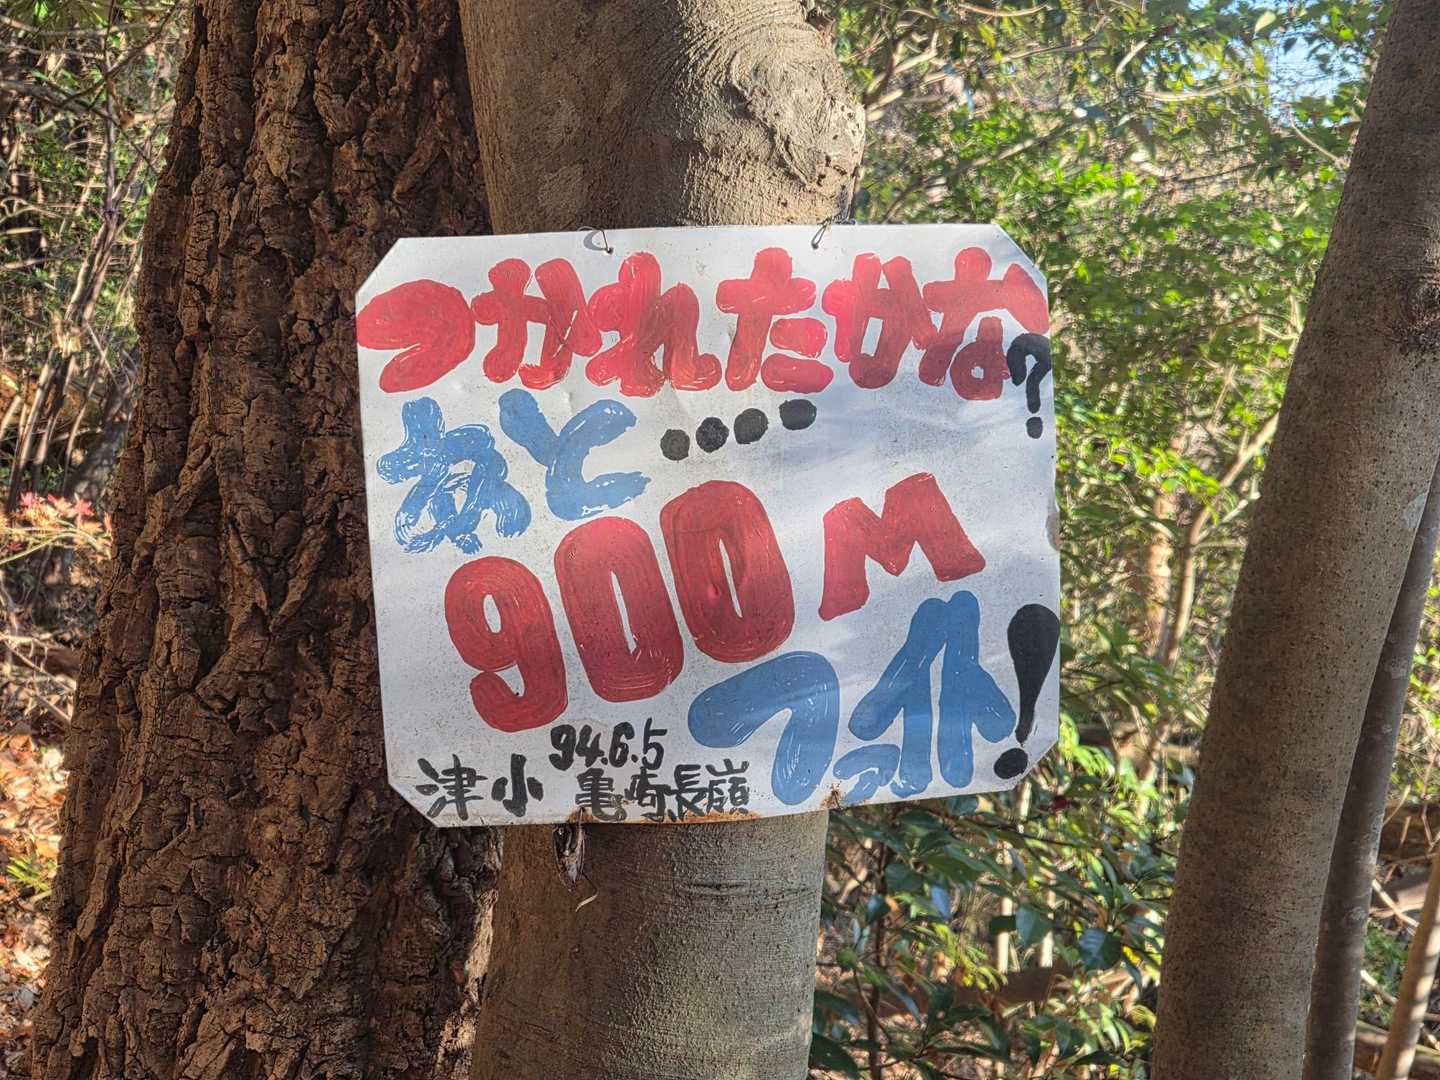 つかれたかな?
あと・・・・
900M
ファイト!
94.6.5
津小 亀崎長嶺